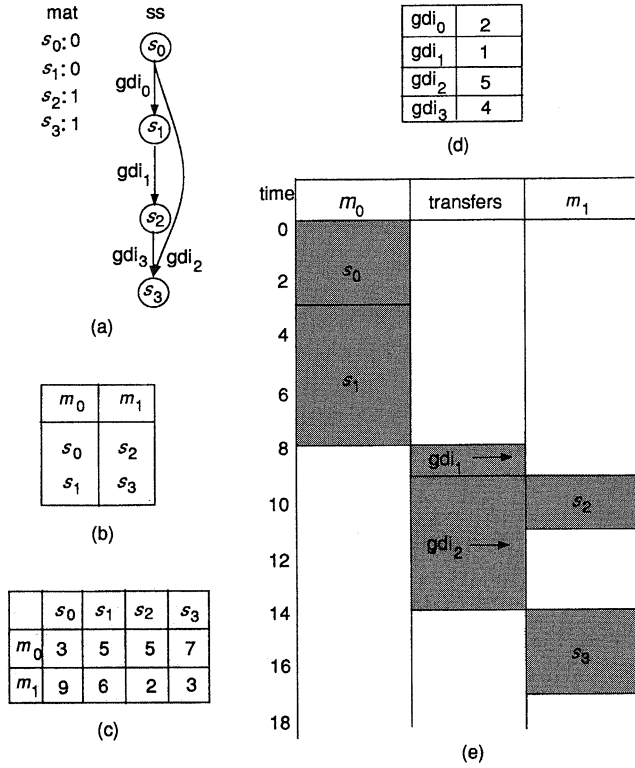 mat ss
s0: 0
s1: 0
s2: 1
s3: 1
s0
gdi0
s1
gdi1
s2
gdi3 gdi2
s3
(a)
m0 m1
s0 s2
s1 s3
(b)
s0 s1 s2 s3
m0 3 5 5 7
m1 9 6 2 3
(c)
gdi0 2
gdi1 1
gdi2 5
gdi3 4
(d)
time m0 transfers m1
0
2 s0
4
6 s1
8
gdi1
10 s2
12 gdi2
14
16 s3
18
(e)